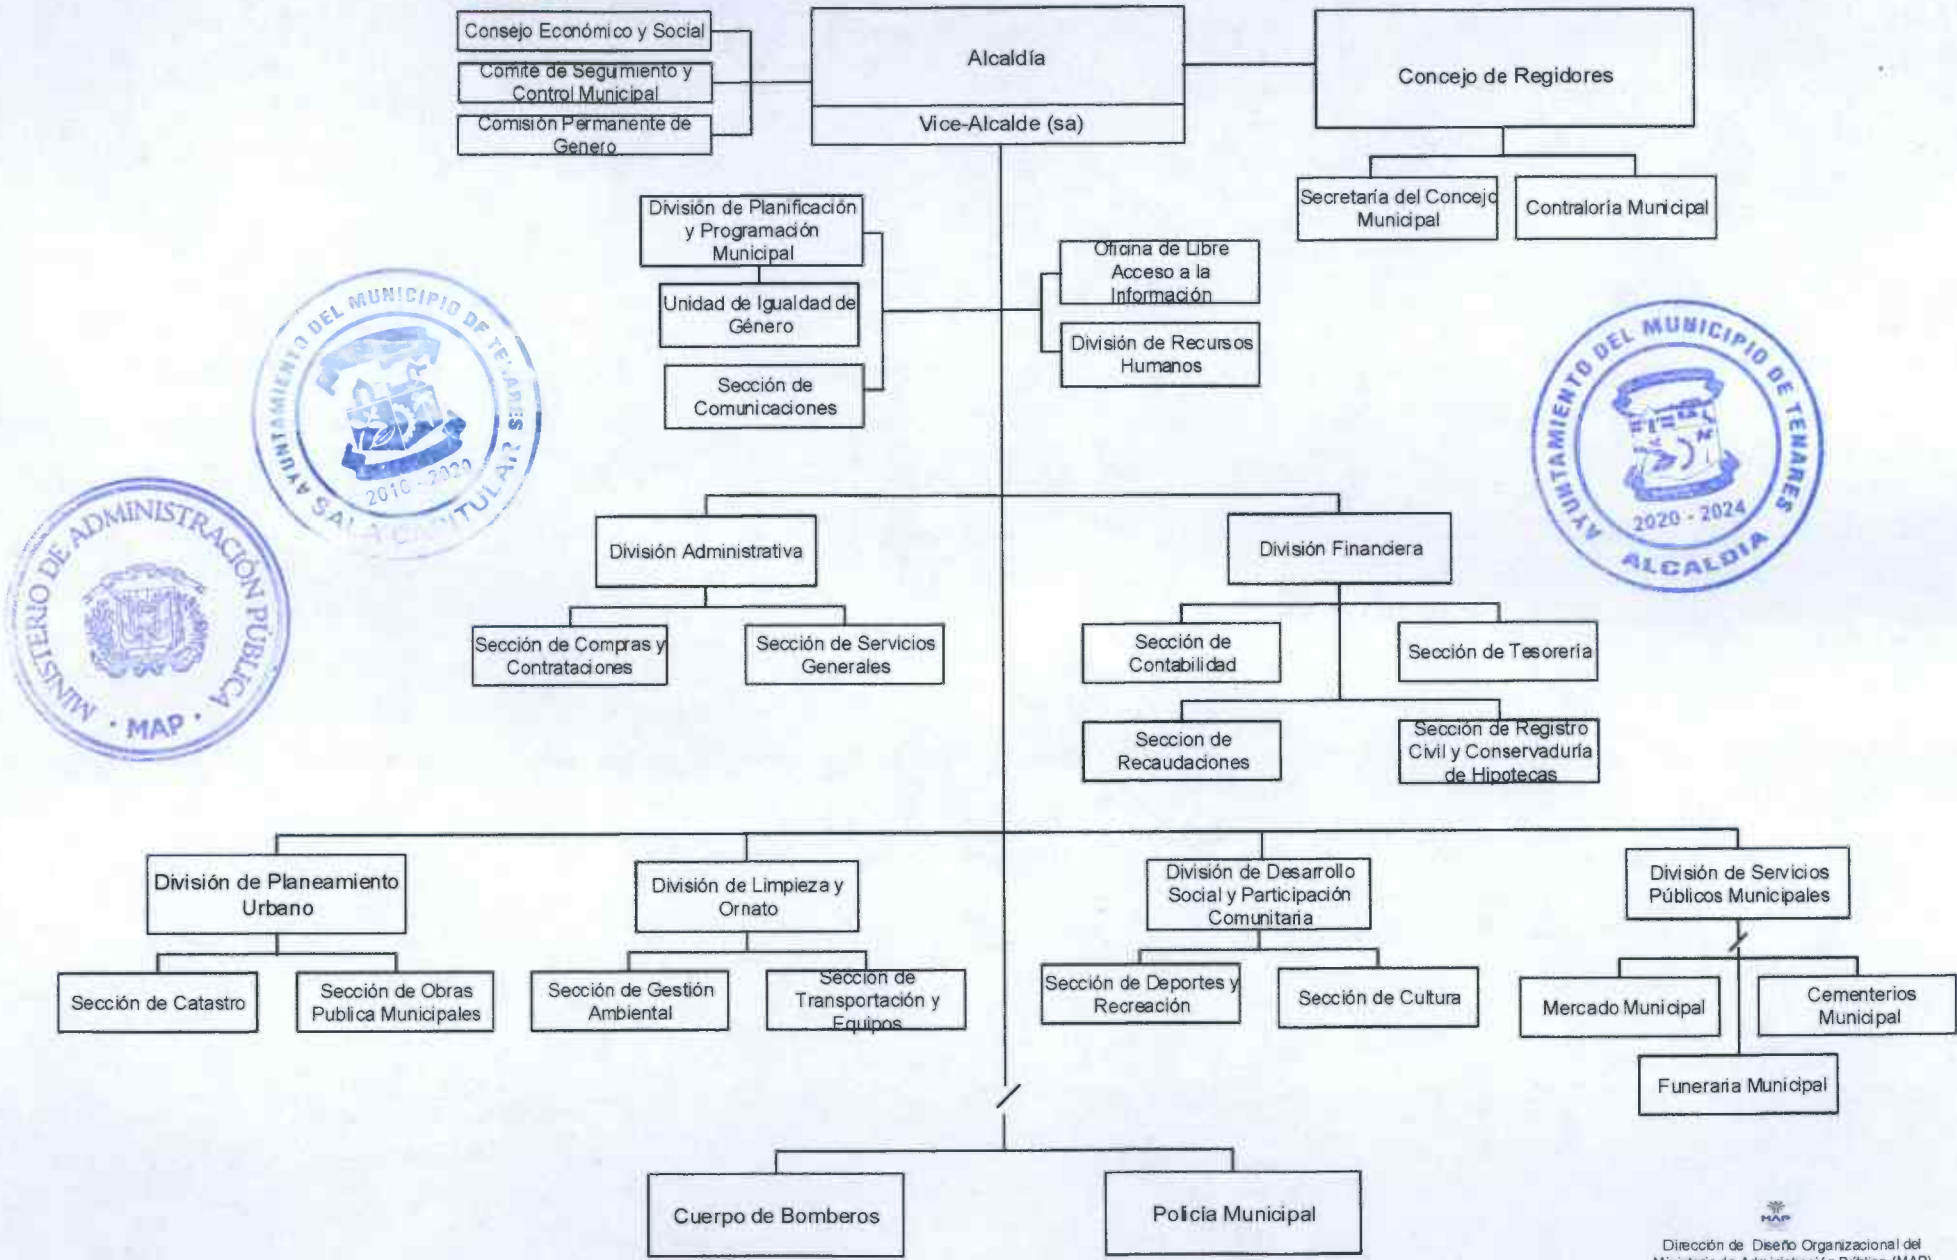 Consejo Económico y Social
Comité de Seguimiento y
Control Municipal
Comisión Permanente de
Genero
Alcaldía
Vice-Alcalde (sa)
Concejo de Regidores
Secretaría del Concejo
Municipal
Contraloría Municipal
División de Planificación
y Programación
Municipal
Unidad de Igualdad de
Género
Sección de
Comunicaciones
Oficina de Libre
Acceso a la
Información
División de Recursos
Humanos
AYUNTAMIENTO DEL MUNICIPIO DE TENARES
2016 - 2020
SALA CAPITULAR
AYUNTAMIENTO DEL MUNICIPIO DE TENARES
2020 - 2024
ALCALDIA
MINISTERIO DE ADMINISTRACIÓN PÚBLICA
· MAP ·
División Administrativa
División Financiera
Sección de Compras y
Contrataciones
Sección de Servicios
Generales
Sección de
Contabilidad
Sección de Tesorería
Seccion de
Recaudaciones
Sección de Registro
Civil y Conservaduría
de Hipotecas
División de Planeamiento
Urbano
División de Limpieza y
Ornato
División de Desarrollo
Social y Participación
Comunitaria
División de Servicios
Públicos Municipales
Sección de Catastro
Sección de Obras
Publica Municipales
Sección de Gestión
Ambiental
Sección de
Transportación y
Equipos
Sección de Deportes y
Recreación
Sección de Cultura
Mercado Municipal
Cementerios
Municipal
Funeraria Municipal
Cuerpo de Bomberos
Policía Municipal
MAP
Dirección de Diseño Organizacional del
Ministerio de Administración Pública (MAP)